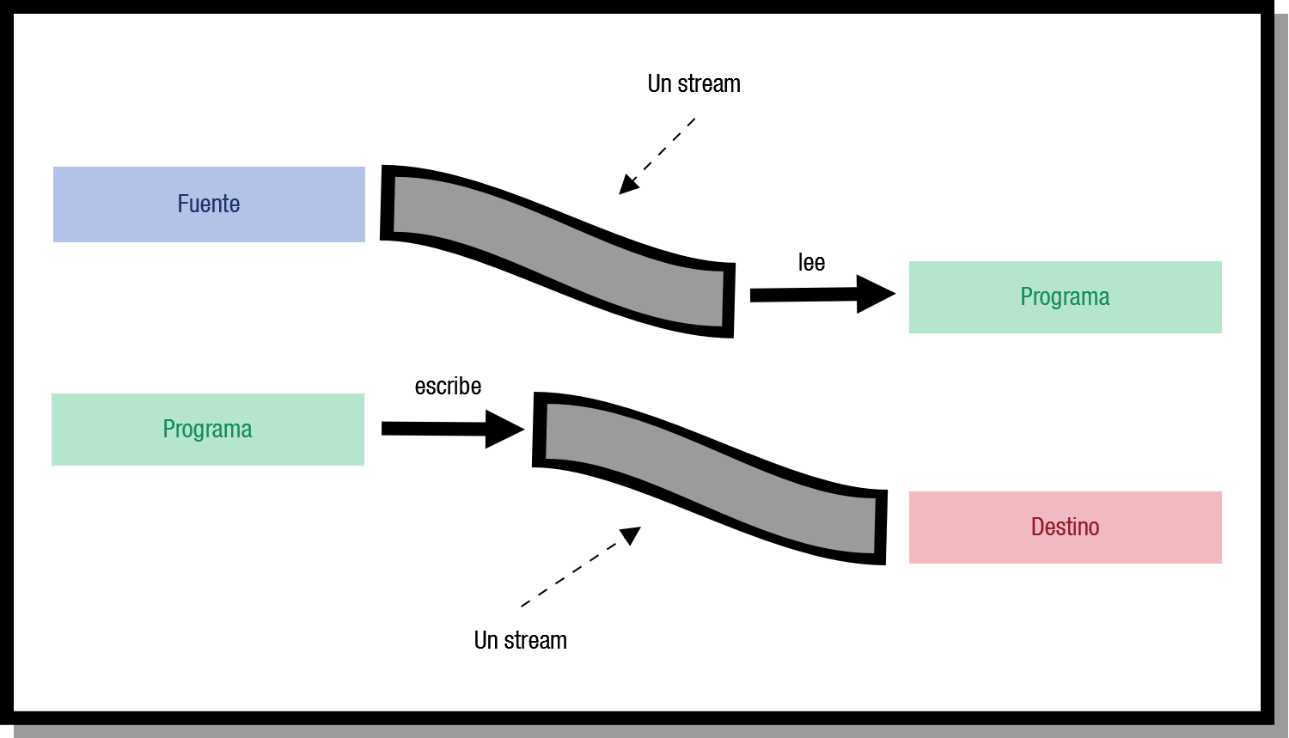 Un stream
Fuente
lee
Programa
escribe
Programa
Destino
Un stream